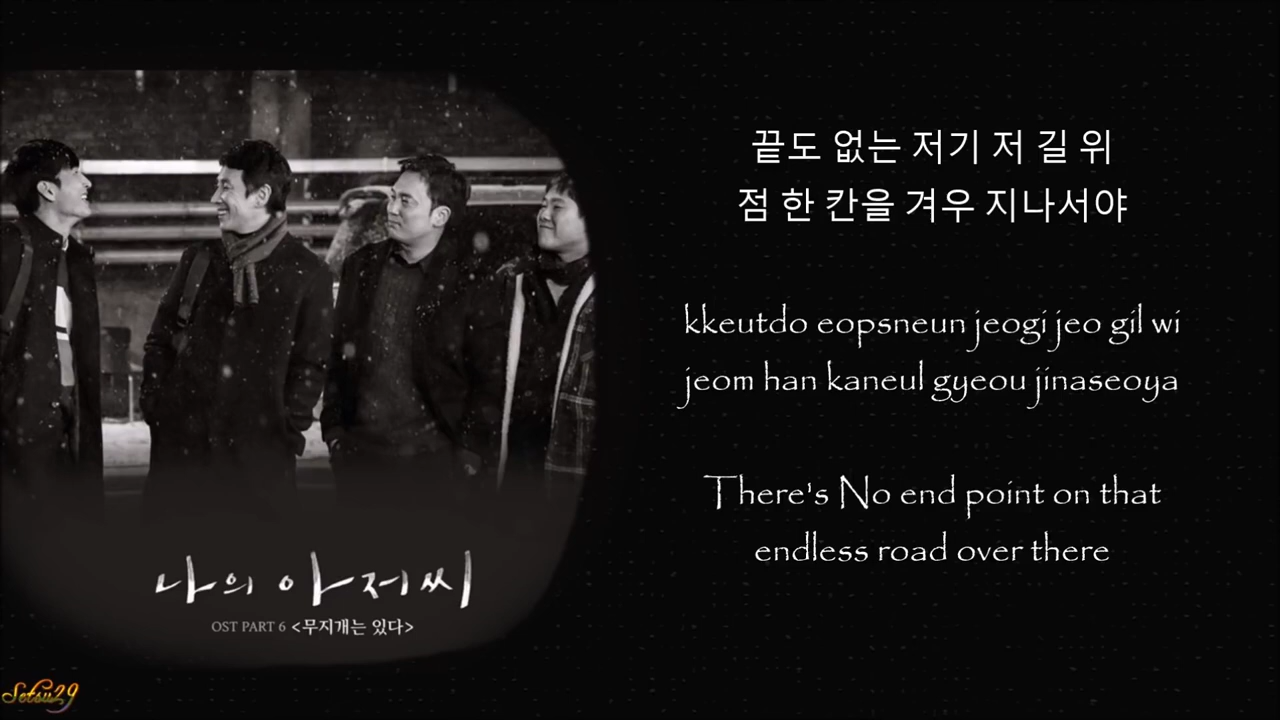 끝도 없는 저기 저 길 위
점 한 칸을 겨우 지나서야
kkeutdo eopsneun jeogi jeo gil wi
jeom han kaneul gyeou jinaseoya
There's No end point on that
endless road over there
나의 아저씨
OST PART 6 <무지개는 있다>
Setsu29